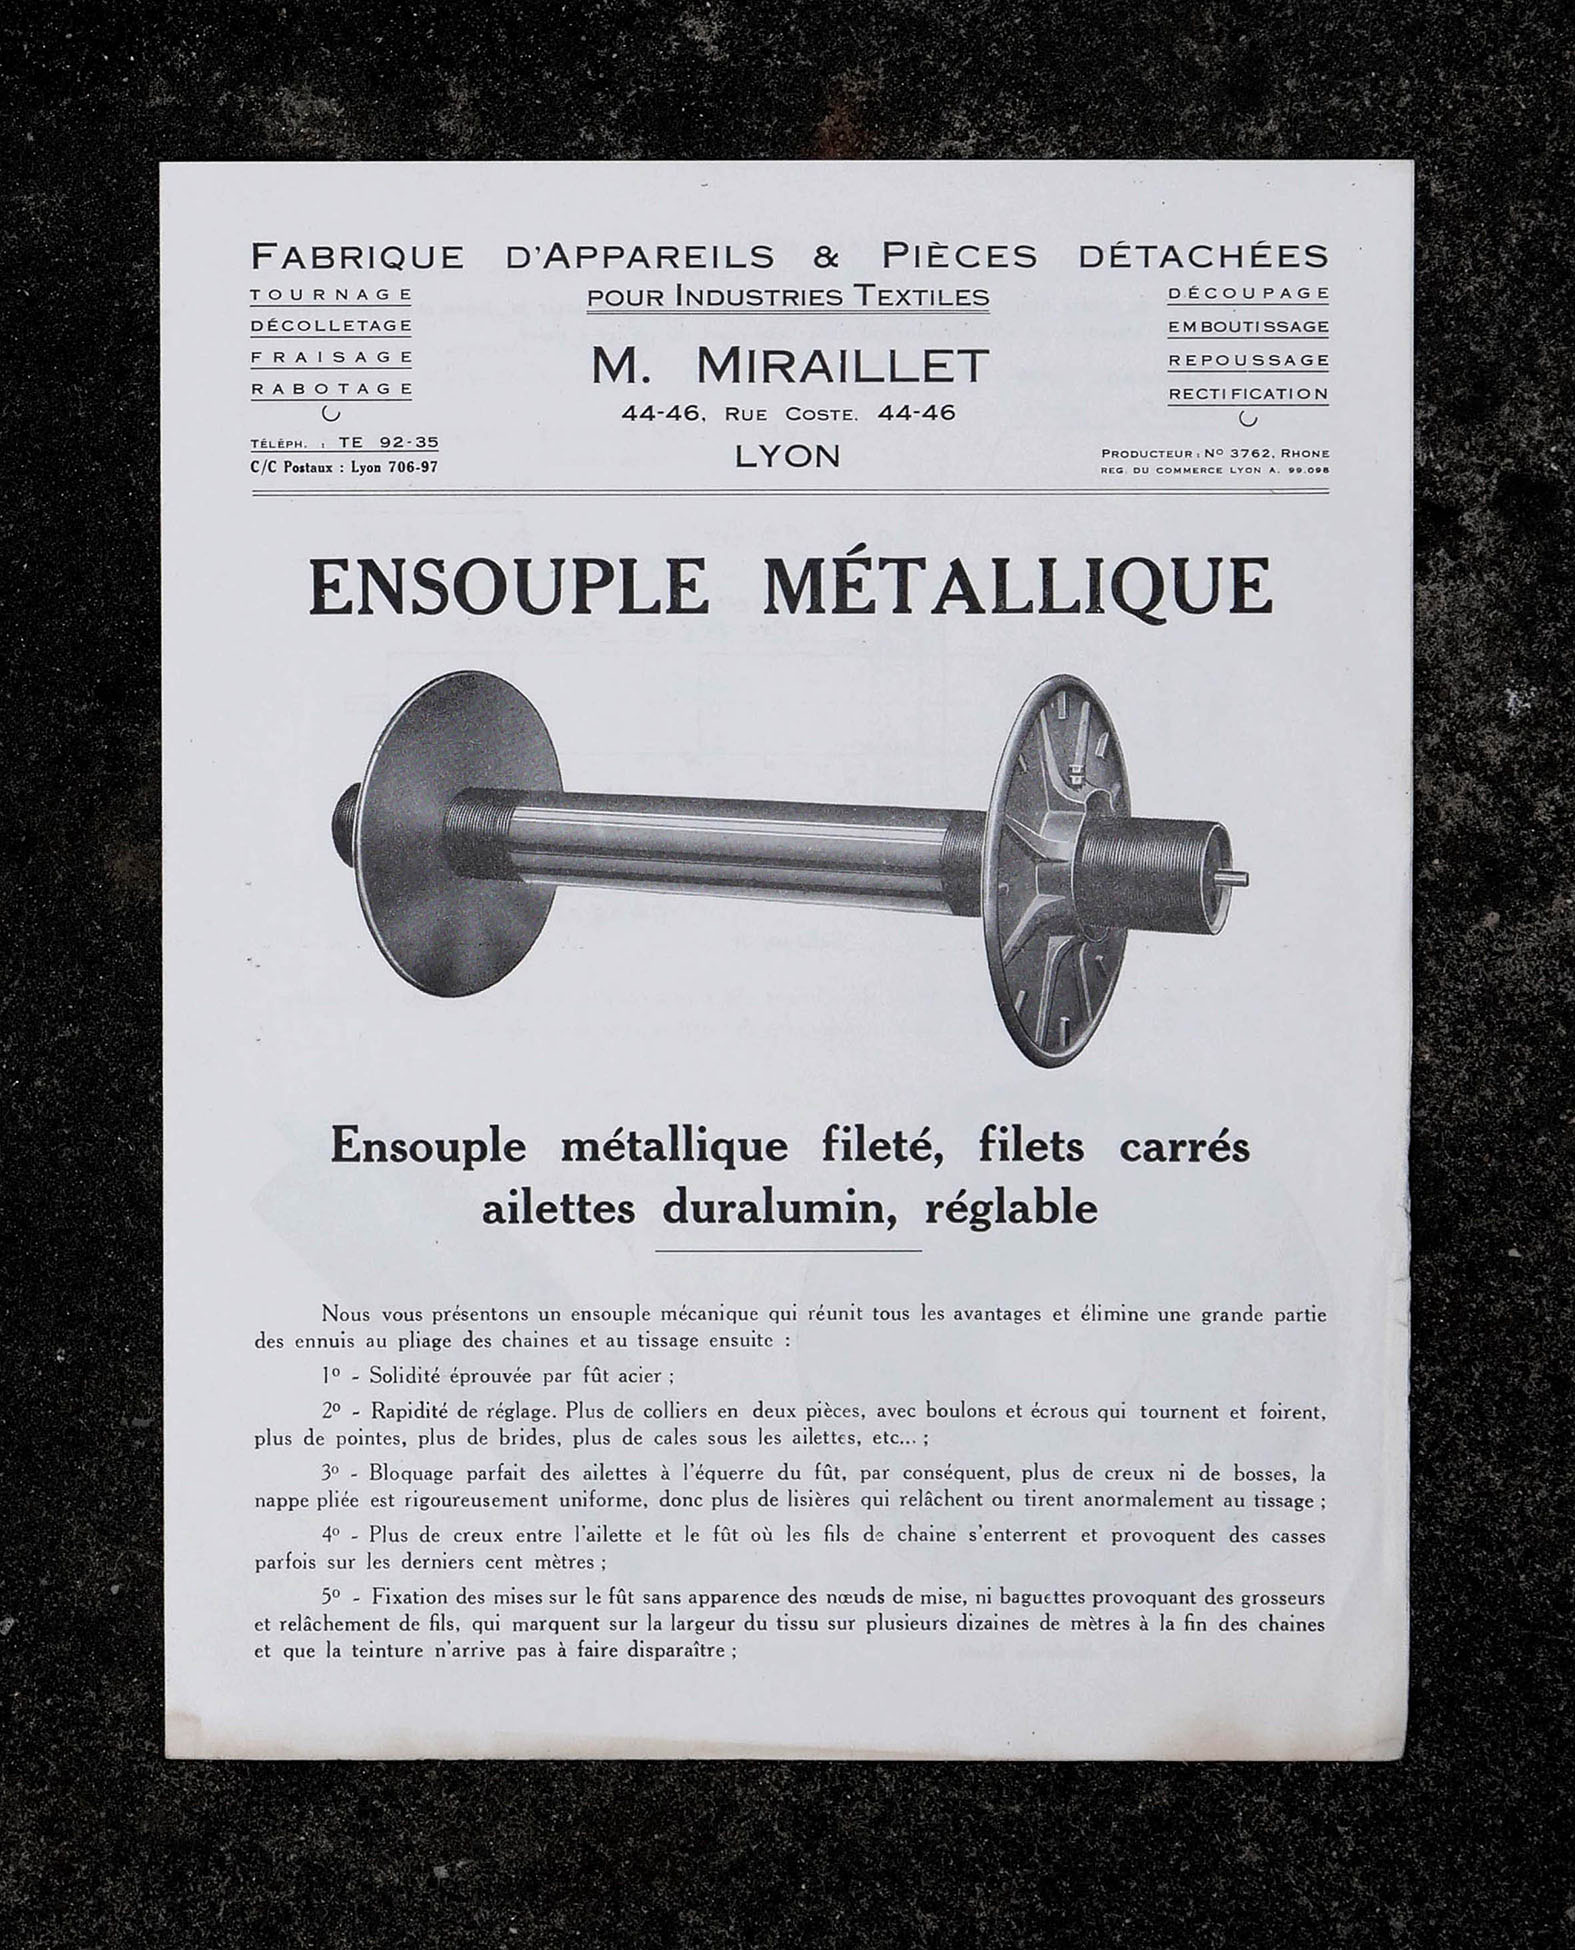 FABRIQUE D'APPAREILS & PIÈCES DÉTACHÉES
POUR INDUSTRIES TEXTILES
TOURNAGE
DÉCOLLETAGE
FRAISAGE
RABOTAGE
TÉLÉPH. : TE 92-35
C/C Postaux : Lyon 706-97
M. MIRAILLET
44-46, RUE COSTE. 44-46
LYON
DÉCOUPAGE
EMBOUTISSAGE
REPOUSSAGE
RECTIFICATION
PRODUCTEUR : Nº 3762, RHONE
REG. DU COMMERCE LYON A. 99.098
ENSOUPLE MÉTALLIQUE
Ensouple métallique fileté, filets carrés
ailettes duralumin, réglable
Nous vous présentons un ensouple mécanique qui réunit tous les avantages et élimine une grande partie
des ennuis au pliage des chaines et au tissage ensuite :
1º - Solidité éprouvée par fût acier ;
2º - Rapidité de réglage. Plus de colliers en deux pièces, avec boulons et écrous qui tournent et foirent,
plus de pointes, plus de brides, plus de cales sous les ailettes, etc... ;
3º - Bloquage parfait des ailettes à l'équerre du fût, par conséquent, plus de creux ni de bosses, la
nappe pliée est rigoureusement uniforme, donc plus de lisières qui relâchent ou tirent anormalement au tissage ;
4º - Plus de creux entre l'ailette et le fût où les fils de chaine s'enterrent et provoquent des casses
parfois sur les derniers cent mètres ;
5º - Fixation des mises sur le fût sans apparence des nœuds de mise, ni baguettes provoquant des grosseurs
et relâchement de fils, qui marquent sur la largeur du tissu sur plusieurs dizaines de mètres à la fin des chaines
et que la teinture n'arrive pas à faire disparaître ;